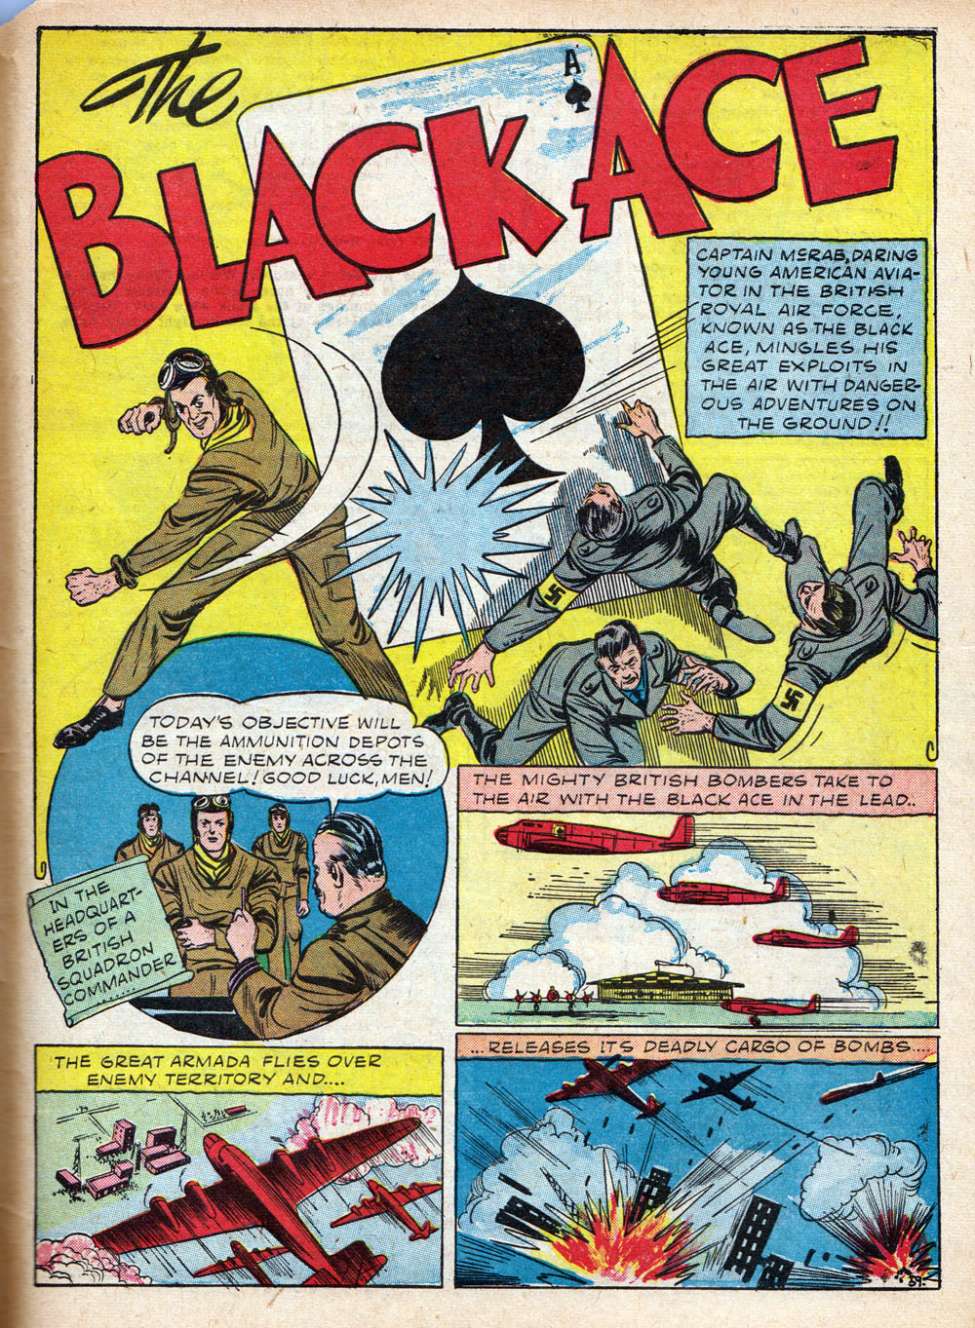 The
BLACK ACE
A
CAPTAIN McRAB, DARING
YOUNG AMERICAN AVIA-
TOR IN THE BRITISH
ROYAL AIR FORCE,
KNOWN AS THE BLACK
ACE, MINGLES HIS
GREAT EXPLOITS IN
THE AIR WITH DANGER-
OUS ADVENTURES ON
THE GROUND!!
TODAY'S OBJECTIVE WILL
BE THE AMMUNITION DEPOTS
OF THE ENEMY ACROSS THE
CHANNEL! GOOD LUCK, MEN!
IN THE
HEADQUART-
ERS OF A
BRITISH
SQUADRON
COMMANDER
THE MIGHTY BRITISH BOMBERS TAKE TO
THE AIR WITH THE BLACK ACE IN THE LEAD..
THE GREAT ARMADA FLIES OVER
ENEMY TERRITORY AND....
...RELEASES ITS DEADLY CARGO OF BOMBS....